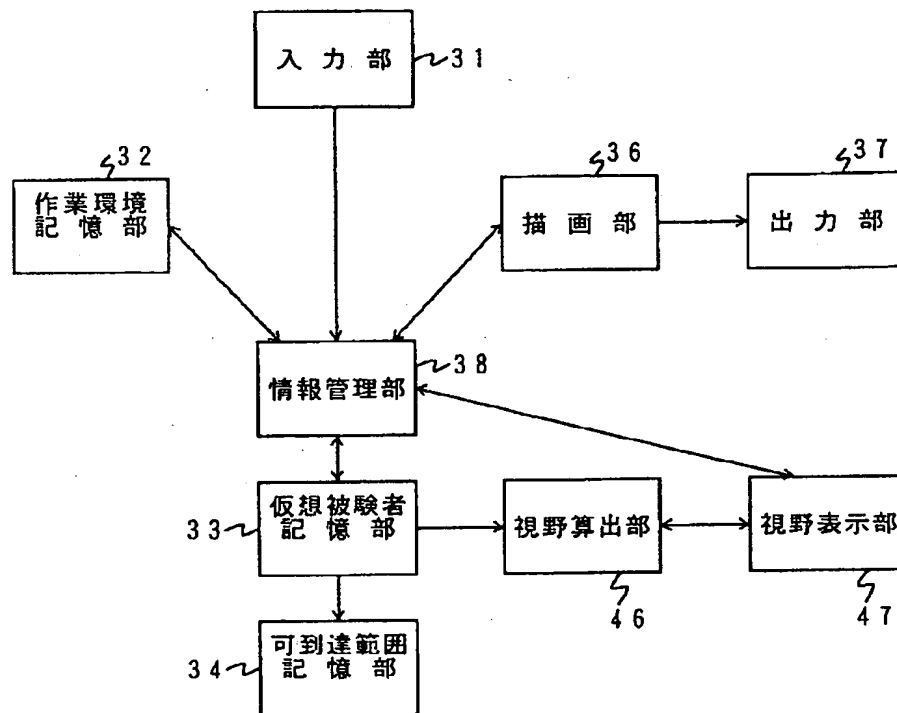 入力部
31
32
作業環境
記憶部
36
描画部
37
出力部
情報管理部
38
33
仮想被験者
記憶部
視野算出部
46
視野表示部
47
34
可到達範囲
記憶部